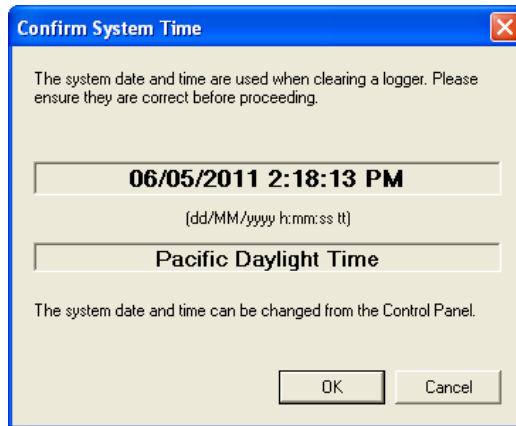 Confirm System Time
The system date and time are used when clearing a logger. Please
ensure they are correct before proceeding.
06/05/2011 2:18:13 PM
(dd/MM/yyyy h:mm:ss tt)
Pacific Daylight Time
The system date and time can be changed from the Control Panel.
OK
Cancel